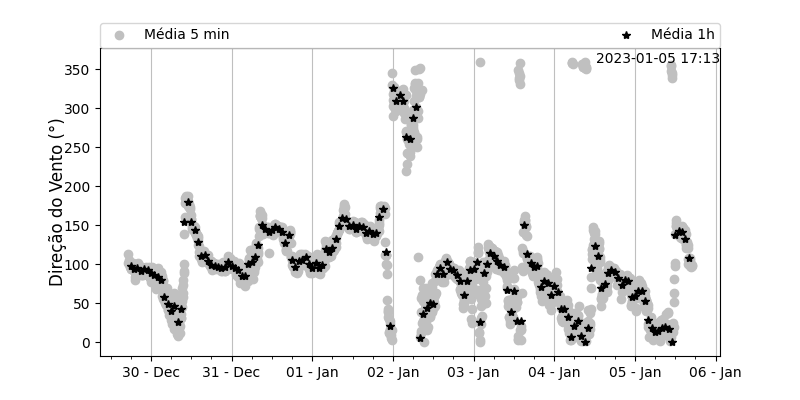 Média 5 min
Média 1h
2023-01-05 17:13
Direção do Vento (°)
350
300
250
200
150
100
50
0
30 - Dec
31 - Dec
01 - Jan
02 - Jan
03 - Jan
04 - Jan
05 - Jan
06 - Jan